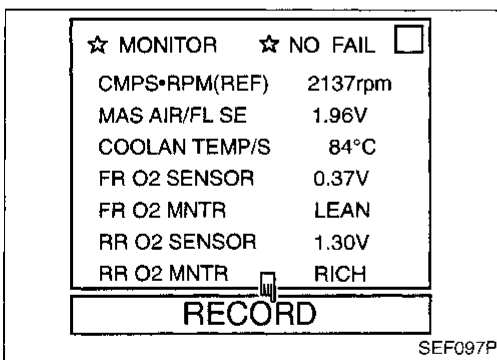 ☆ MONITOR ☆ NO FAIL
CMPS•RPM(REF) 2137rpm
MAS AIR/FL SE 1.96V
COOLAN TEMP/S 84°C
FR O2 SENSOR 0.37V
FR O2 MNTR LEAN
RR O2 SENSOR 1.30V
RR O2 MNTR RICH
RECORD
SEF097P